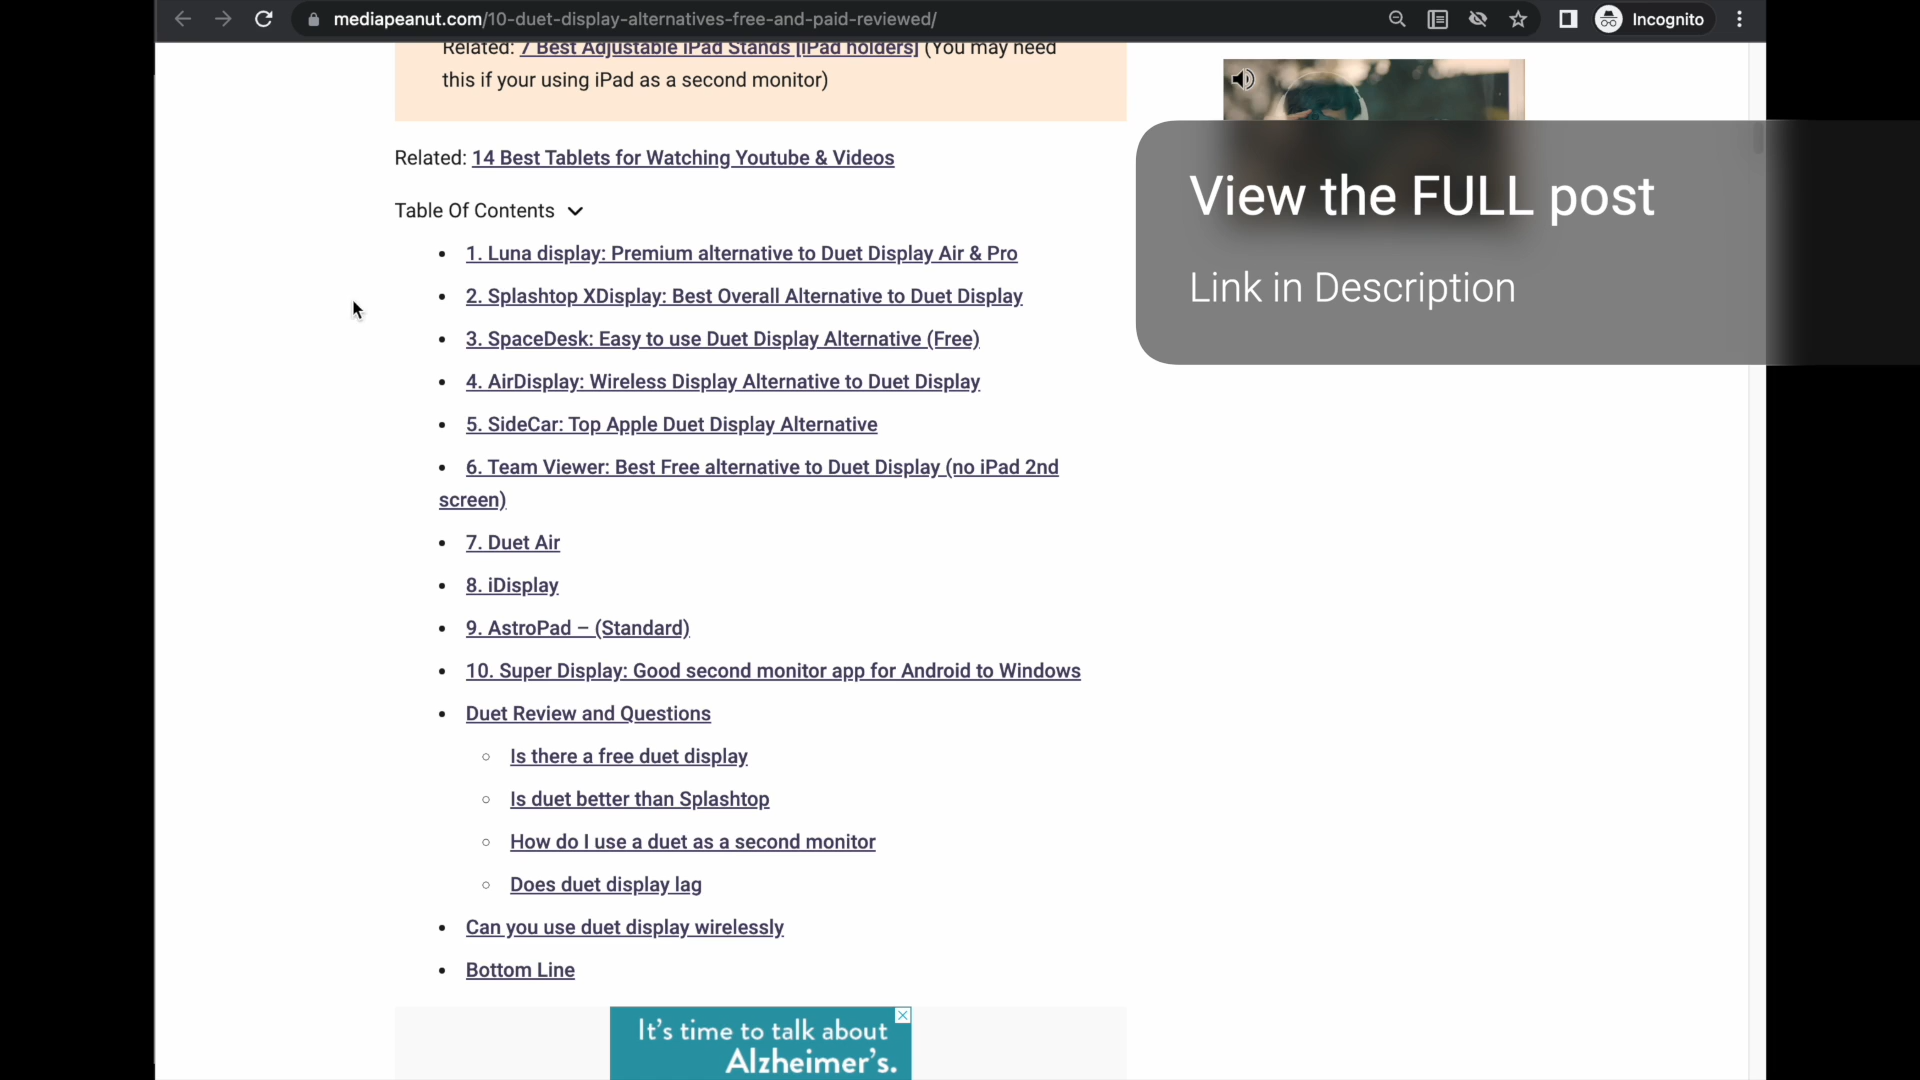 mediapeanut.com/10-duet-display-alternatives-free-and-paid-reviewed/
Incognito
Related: 7 Best Adjustable iPad Stands [iPad holders] (You may need
this if your using iPad as a second monitor)
Related: 14 Best Tablets for Watching Youtube & Videos
Table Of Contents
1. Luna display: Premium alternative to Duet Display Air & Pro
2. Splashtop XDisplay: Best Overall Alternative to Duet Display
3. SpaceDesk: Easy to use Duet Display Alternative (Free)
4. AirDisplay: Wireless Display Alternative to Duet Display
5. SideCar: Top Apple Duet Display Alternative
6. Team Viewer: Best Free alternative to Duet Display (no iPad 2nd
screen)
7. Duet Air
8. iDisplay
9. AstroPad – (Standard)
10. Super Display: Good second monitor app for Android to Windows
Duet Review and Questions
Is there a free duet display
Is duet better than Splashtop
How do I use a duet as a second monitor
Does duet display lag
Can you use duet display wirelessly
Bottom Line
It's time to talk about
Alzheimer's.
View the FULL post
Link in Description